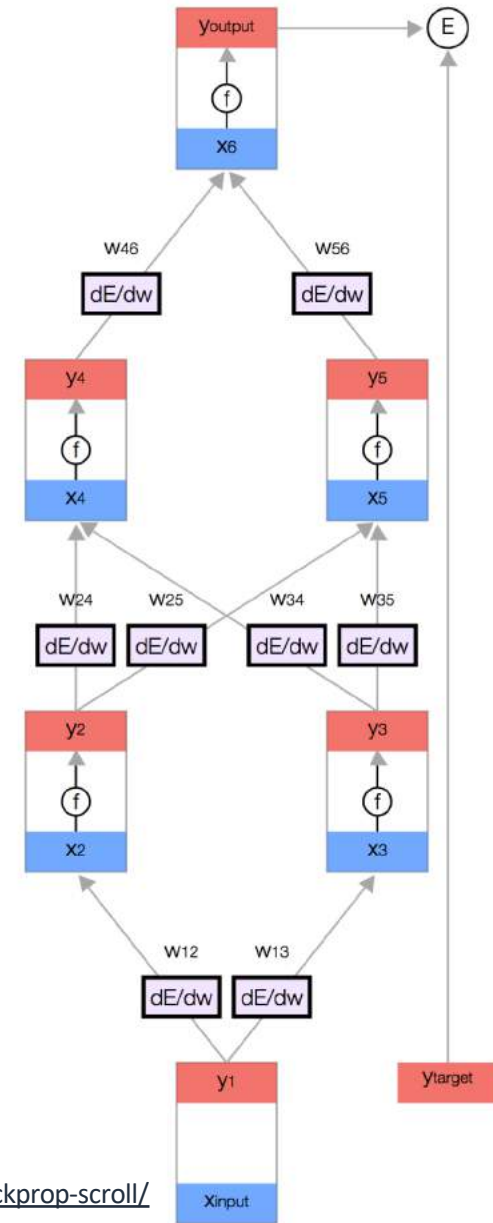 youtput E
f
x6
w46 w56
dE/dw dE/dw
y4 y5
f f
x4 x5
w24 w25 w34 w35
dE/dw dE/dw dE/dw dE/dw
y2 y3
f f
x2 x3
w12 w13
dE/dw dE/dw
y1 ytarget
ckprop-scroll/ xinput